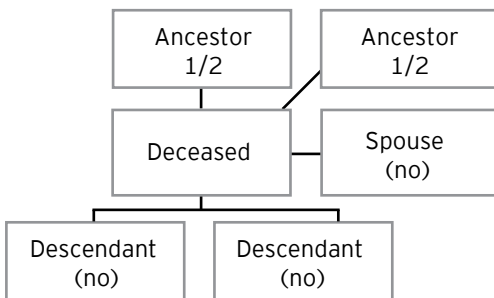 Ancestor
1/2
Ancestor
1/2
Deceased
Spouse
(no)
Descendant
(no)
Descendant
(no)